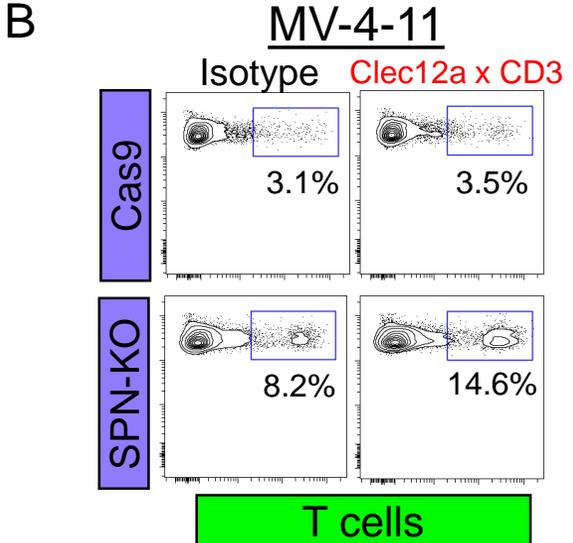 B
MV-4-11
Isotype
Clec12a x CD3
Cas9
3.1%
3.5%
SPN-KO
8.2%
14.6%
T cells